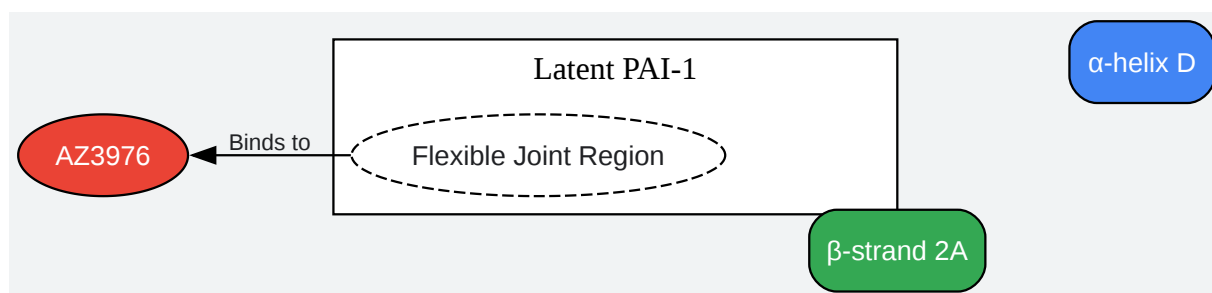 α-helix D
Latent PAI-1
AZ3976
Binds to
Flexible Joint Region
β-strand 2A